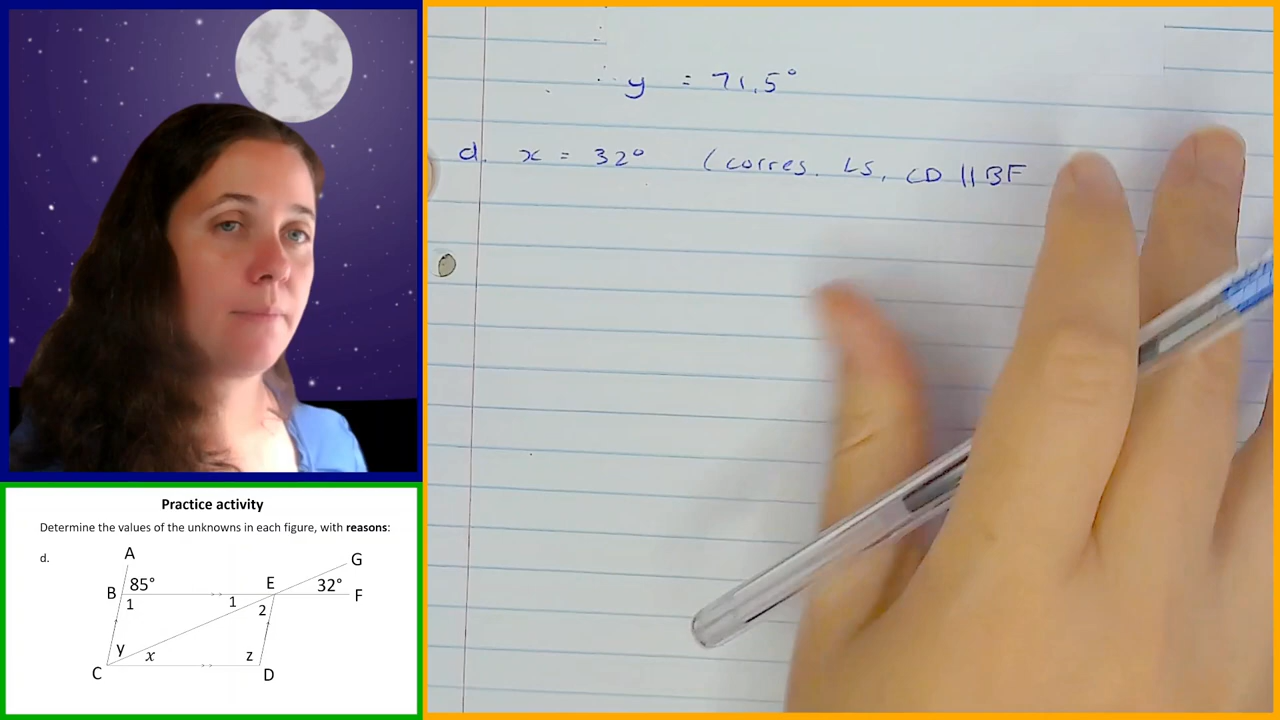 ∴ y = 71,5°
d. x = 32° (corres. ∠s, CD || BF
Practice activity
Determine the values of the unknowns in each figure, with reasons:
d.
A
G
B 85° E 32° F
1 1 2
y x z
C D